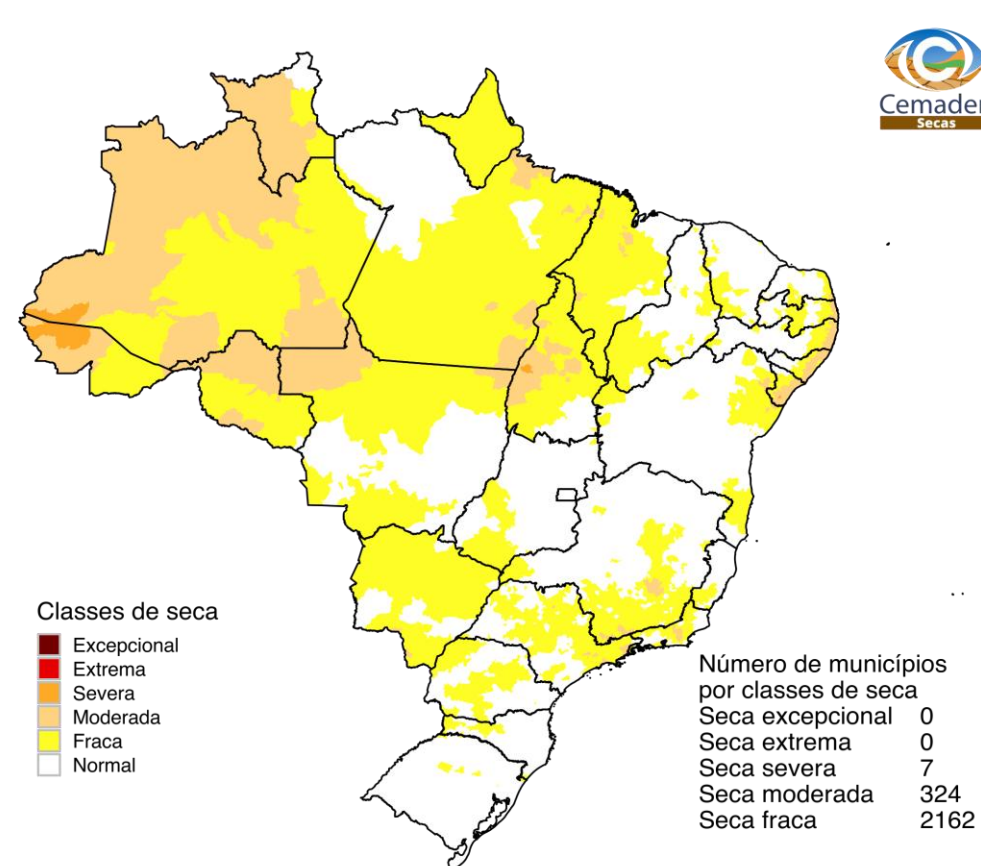 Cemaden
Secas
Classes de seca
Excepcional
Extrema
Severa
Moderada
Fraca
Normal
Número de municípios
por classes de seca
Seca excepcional 0
Seca extrema 0
Seca severa 7
Seca moderada 324
Seca fraca 2162